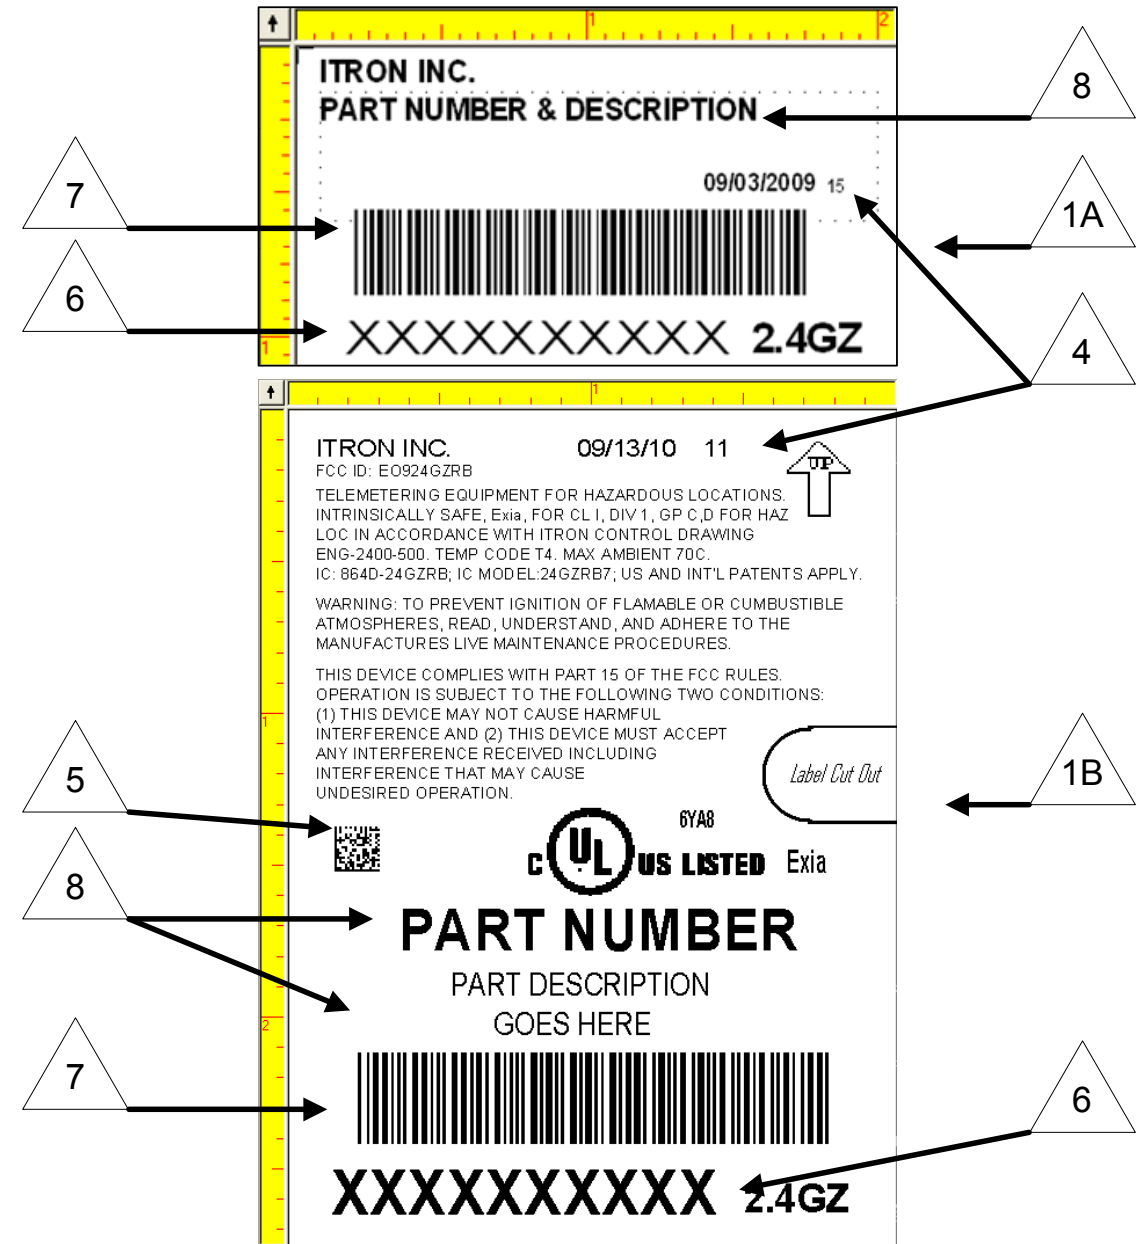 1
2
ITRON INC.
PART NUMBER & DESCRIPTION
8
09/03/2009 15
7
1A
6
XXXXXXXXXX 2.4GZ
1
4
1
ITRON INC. 09/13/10 11
UP
FCC ID: EO924GZRB
TELEMETERING EQUIPMENT FOR HAZARDOUS LOCATIONS.
INTRINSICALLY SAFE, Exia, FOR CL I, DIV 1, GP C,D FOR HAZ
LOC IN ACCORDANCE WITH ITRON CONTROL DRAWING
ENG-2400-500. TEMP CODE T4. MAX AMBIENT 70C.
IC: 864D-24GZRB; IC MODEL:24GZRB7; US AND INT'L PATENTS APPLY.
WARNING: TO PREVENT IGNITION OF FLAMABLE OR CUMBUSTIBLE
ATMOSPHERES, READ, UNDERSTAND, AND ADHERE TO THE
MANUFACTURES LIVE MAINTENANCE PROCEDURES.
THIS DEVICE COMPLIES WITH PART 15 OF THE FCC RULES.
OPERATION IS SUBJECT TO THE FOLLOWING TWO CONDITIONS:
(1) THIS DEVICE MAY NOT CAUSE HARMFUL
1
INTERFERENCE AND (2) THIS DEVICE MUST ACCEPT
ANY INTERFERENCE RECEIVED INCLUDING
INTERFERENCE THAT MAY CAUSE
UNDESIRED OPERATION.
Label Cut Out
5
1B
6YA8
C UL US LISTED Exia
8
PART NUMBER
PART DESCRIPTION
GOES HERE
2
7
6
XXXXXXXXXX 2.4GZ